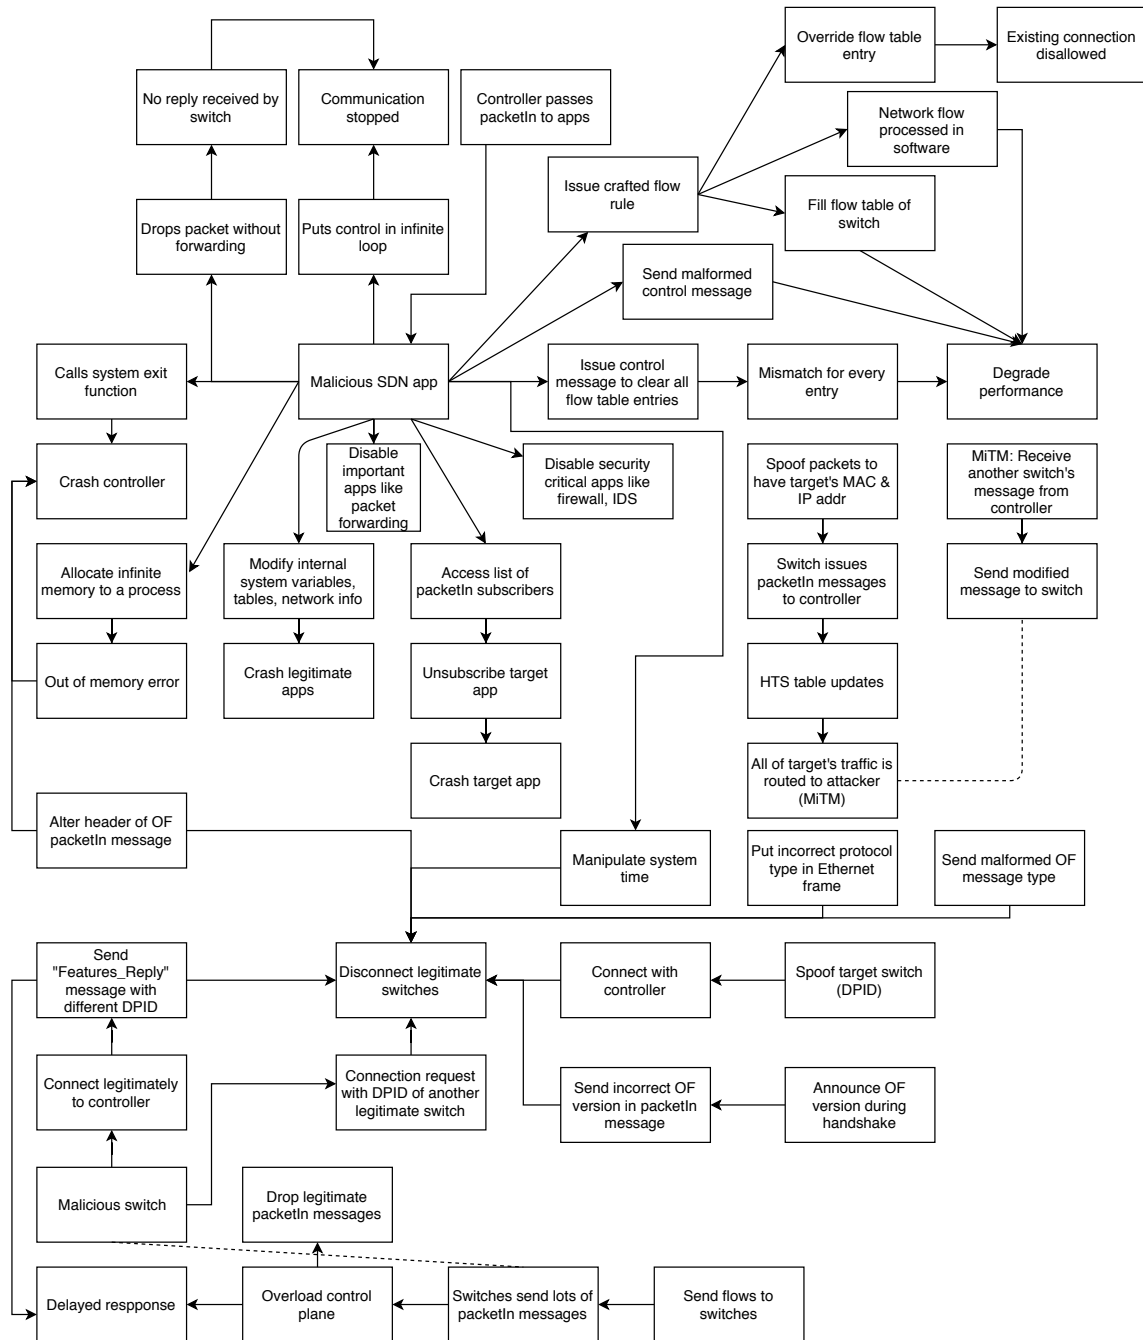 Override flow table
entry
Existing connection
disallowed
No reply received by
switch
Communication
stopped
Controller passes
packetIn to apps
Network flow
processed in
software
Issue crafted flow
rule
Drops packet without
forwarding
Puts control in infinite
loop
Fill flow table of
switch
Send malformed
control message
Calls system exit
function
Malicious SDN app
Issue control
message to clear all
flow table entries
Mismatch for every
entry
Degrade
performance
Crash controller
Disable
important
apps like
packet
forwarding
Disable security
critical apps like
firewall, IDS
Spoof packets to
have target's MAC &
IP addr
MiTM: Receive
another switch's
message from
controller
Allocate infinite
memory to a process
Modify internal
system variables,
tables, network info
Access list of
packetIn subscribers
Switch issues
packetIn messages
to controller
Send modified
message to switch
Out of memory error
Crash legitimate
apps
Unsubscribe target
app
HTS table updates
Crash target app
All of target's traffic is
routed to attacker
(MiTM)
Alter header of OF
packetIn message
Manipulate system
time
Put incorrect protocol
type in Ethernet
frame
Send malformed OF
message type
Send
"Features_Reply"
message with
different DPID
Disconnect legitimate
switches
Connect with
controller
Spoof target switch
(DPID)
Connect legitimately
to controller
Connection request
with DPID of another
legitimate switch
Send incorrect OF
version in packetIn
message
Announce OF
version during
handshake
Malicious switch
Drop legitimate
packetIn messages
Delayed respponse
Overload control
plane
Switches send lots of
packetIn messages
Send flows to
switches